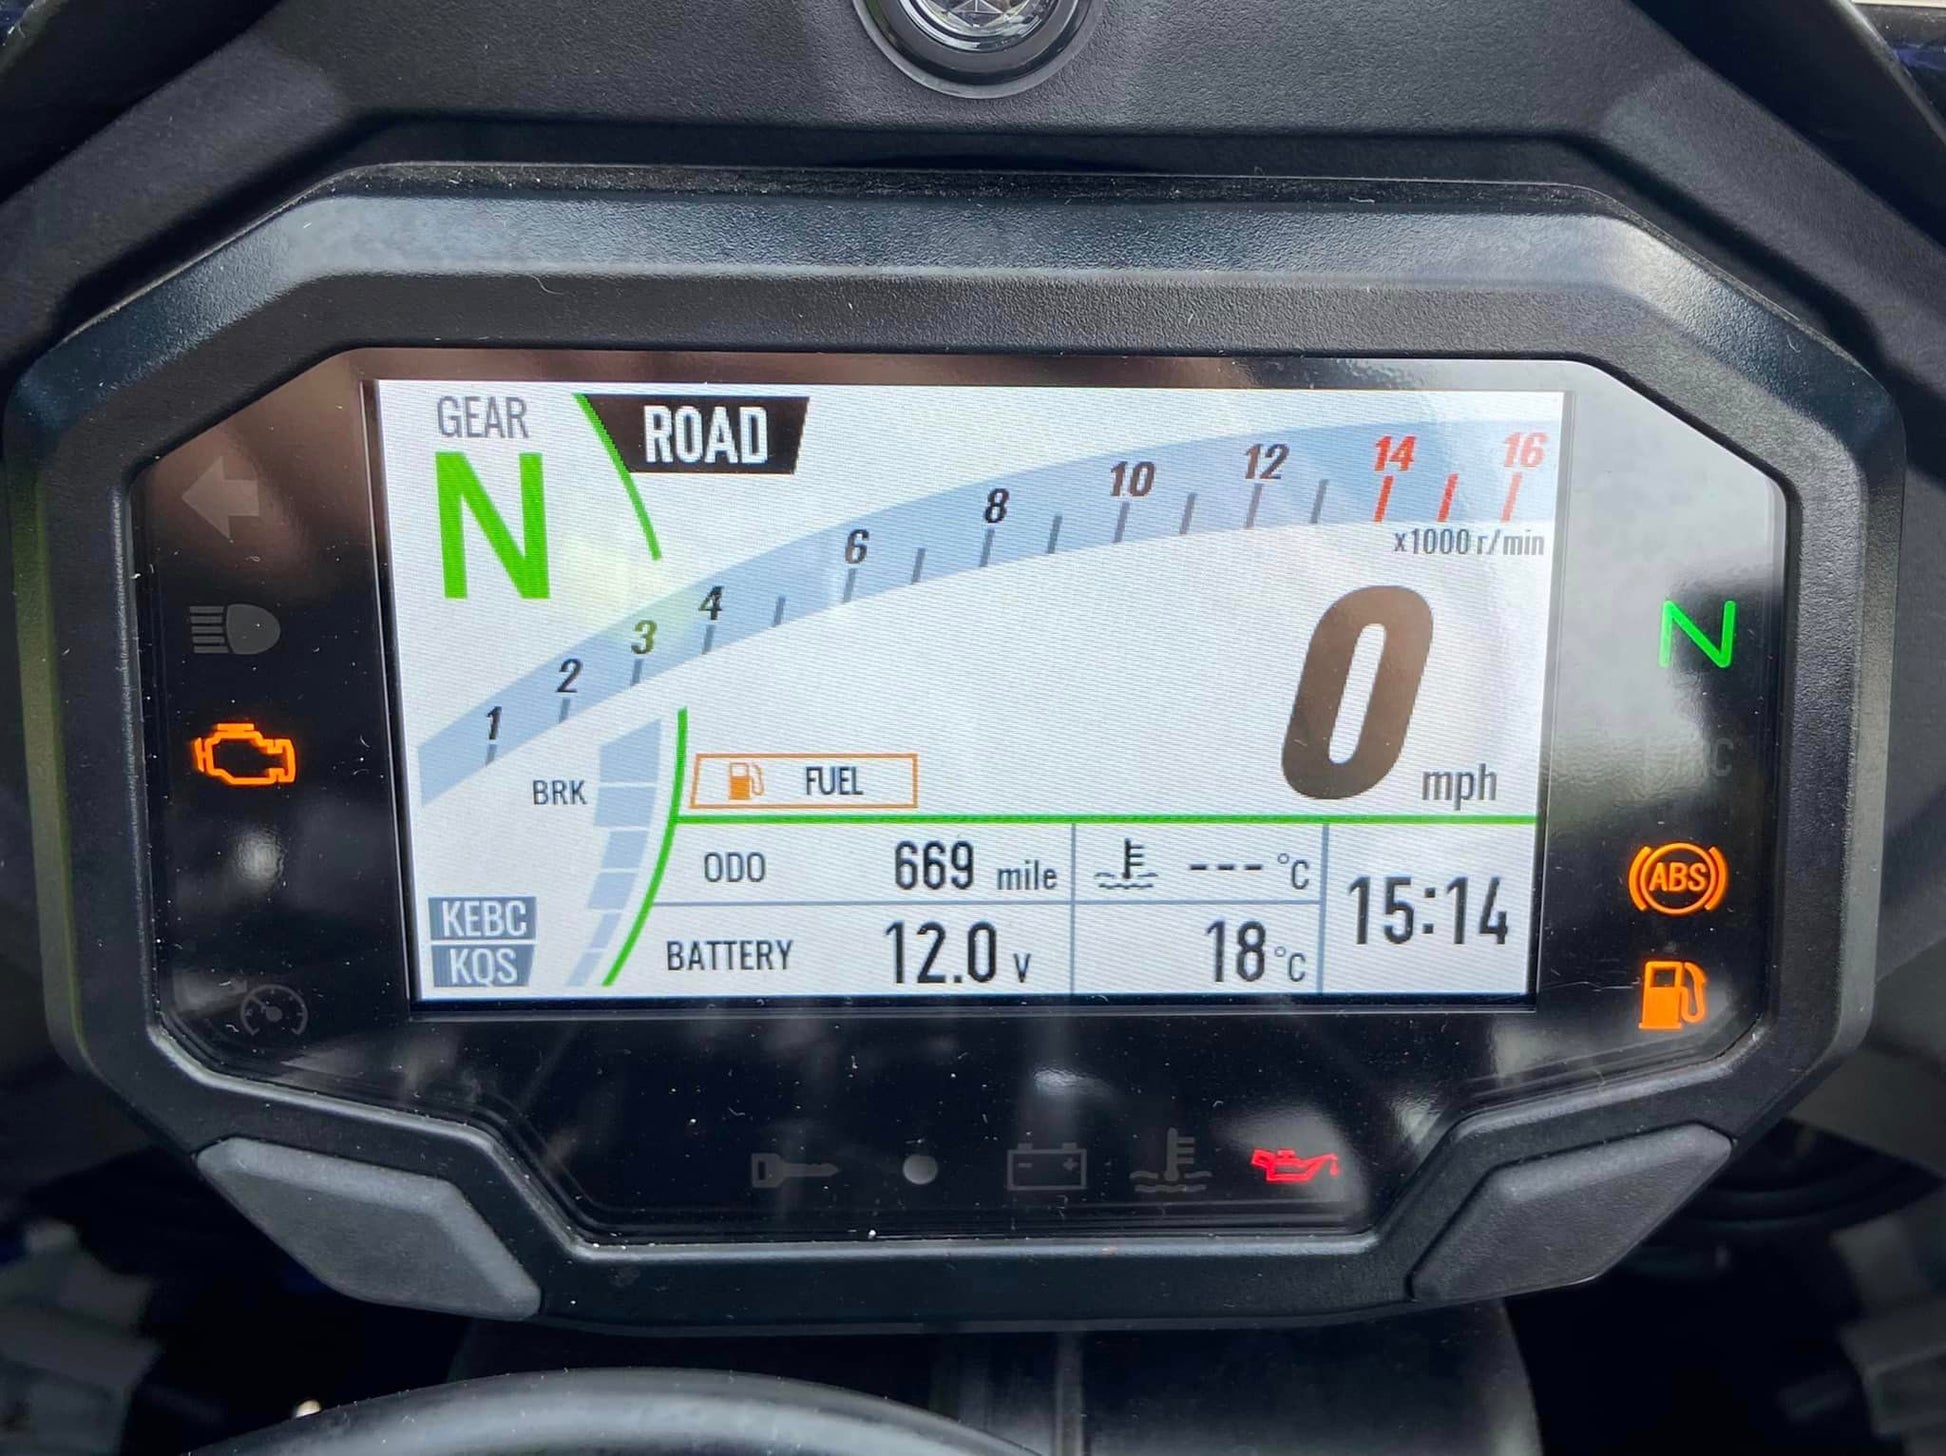 GEAR
N
ROAD
1 2 3 4 6 8 10 12 14 16
x1000 r/min
0 mph
N
BRK
FUEL
ODO 669 mile
--- °C
15:14
ABS
KEBC
KQS
BATTERY 12.0 V
18 °C